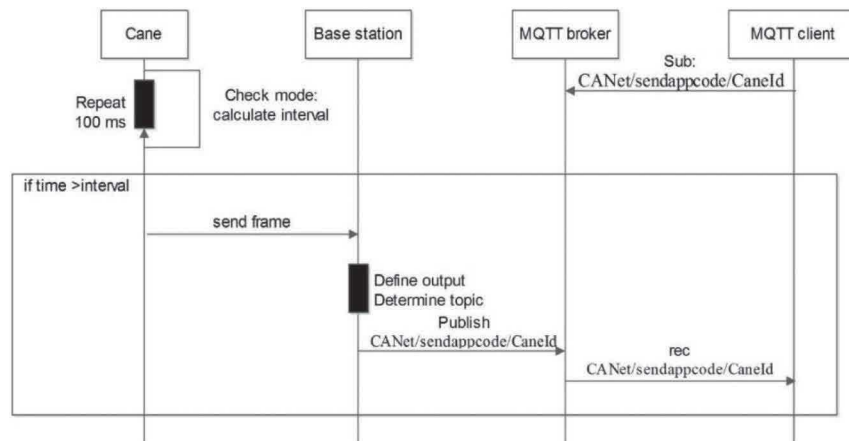 Cane
Base station
MQTT broker
MQTT client
Sub:
CANet/sendappcode/CaneId
Repeat
100 ms
Check mode:
calculate interval
if time >interval
send frame
Define output
Determine topic
Publish
CANet/sendappcode/CaneId
rec
CANet/sendappcode/CaneId